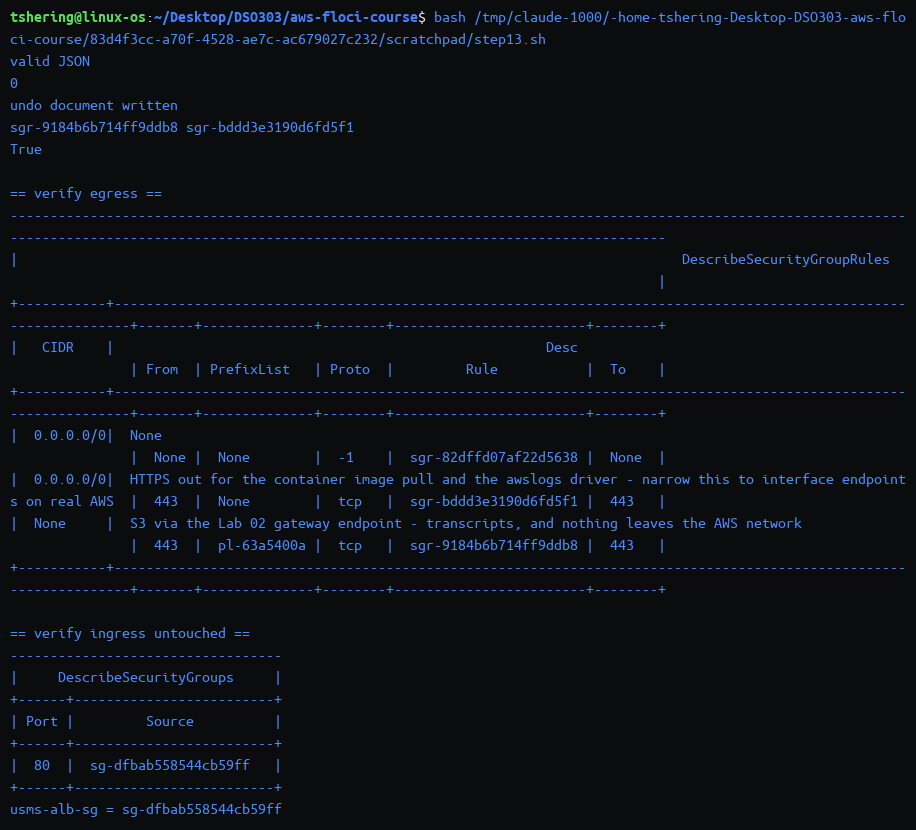 tshering@linux-os:~/Desktop/DSO303/aws-floci-course$ bash /tmp/claude-1000/-home-tshering-Desktop-DSO303-aws-flo
ci-course/83d4f3cc-a70f-4528-ae7c-ac679027c232/scratchpad/step13.sh
valid JSON
0
undo document written
sgr-9184b6b714ff9ddb8 sgr-bddd3e3190d6fd5f1
True

== verify egress ==
----------------------------------------------------------------------------------------------------------------
----------------------------------------------------------------------------------
|                                                                                   DescribeSecurityGroupRules
                                                                                 |
+-----------+---------------------------------------------------------------------------------------------------
---------------+-------+--------------+--------+------------------------+--------+
|   CIDR    |                                                      Desc
               | From  | PrefixList   | Proto  |         Rule           |  To    |
+-----------+---------------------------------------------------------------------------------------------------
---------------+-------+--------------+--------+------------------------+--------+
|  0.0.0.0/0|  None
               |  None |  None        |  -1    |  sgr-82dffd07af22d5638 |  None  |
|  0.0.0.0/0|  HTTPS out for the container image pull and the awslogs driver - narrow this to interface endpoint
s on real AWS  |  443  |  None        |  tcp   |  sgr-bddd3e3190d6fd5f1 |  443   |
|  None     |  S3 via the Lab 02 gateway endpoint - transcripts, and nothing leaves the AWS network
               |  443  |  pl-63a5400a |  tcp   |  sgr-9184b6b714ff9ddb8 |  443   |
+-----------+---------------------------------------------------------------------------------------------------
---------------+-------+--------------+--------+------------------------+--------+

== verify ingress untouched ==
----------------------------------
|     DescribeSecurityGroups     |
+------+-------------------------+
| Port |         Source          |
+------+-------------------------+
|  80  |  sg-dfbab558544cb59ff   |
+------+-------------------------+
usms-alb-sg = sg-dfbab558544cb59ff